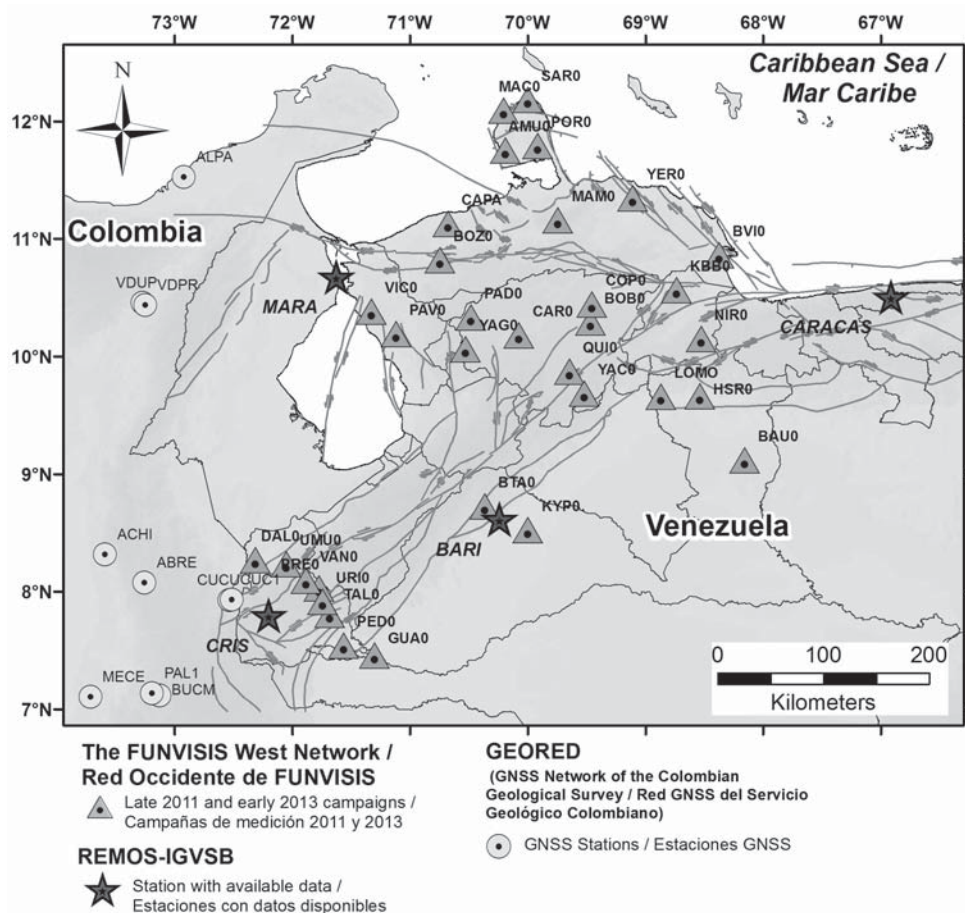 73°W 72°W 71°W 70°W 69°W 68°W 67°W
N
SAR0
MAC0
Caribbean Sea /
Mar Caribe
12°N
AMU0 POR0
ALPA
YER0
CAPA
MAM0
Colombia
BVI0
11°N
BOZ0
KBB0
VDUP VDPR
MARA
VIC0
COP0
PAD0
BOB0
PAV0
CAR0
NIR0
CARACAS
YAG0
10°N
QUI0
LOMO
YAC0
HSR0
BAU0
9°N
BTA0
KYP0
Venezuela
BARI
ACHI
DAL0
UMU0
ABRE
VAN0
8°N
PRE0
URI0
CUCUCUC1
TAL0
PED0
CRIS
GUA0
0 100 200
Kilometers
MECE
PAL1
BUCM
7°N
The FUNVISIS West Network /
Red Occidente de FUNVISIS
Late 2011 and early 2013 campaigns /
Campañas de medición 2011 y 2013
REMOS-IGVSB
Station with available data /
Estaciones con datos disponibles
GEORED
(GNSS Network of the Colombian
Geological Survey / Red GNSS del Servicio
Geológico Colombiano)
GNSS Stations / Estaciones GNSS